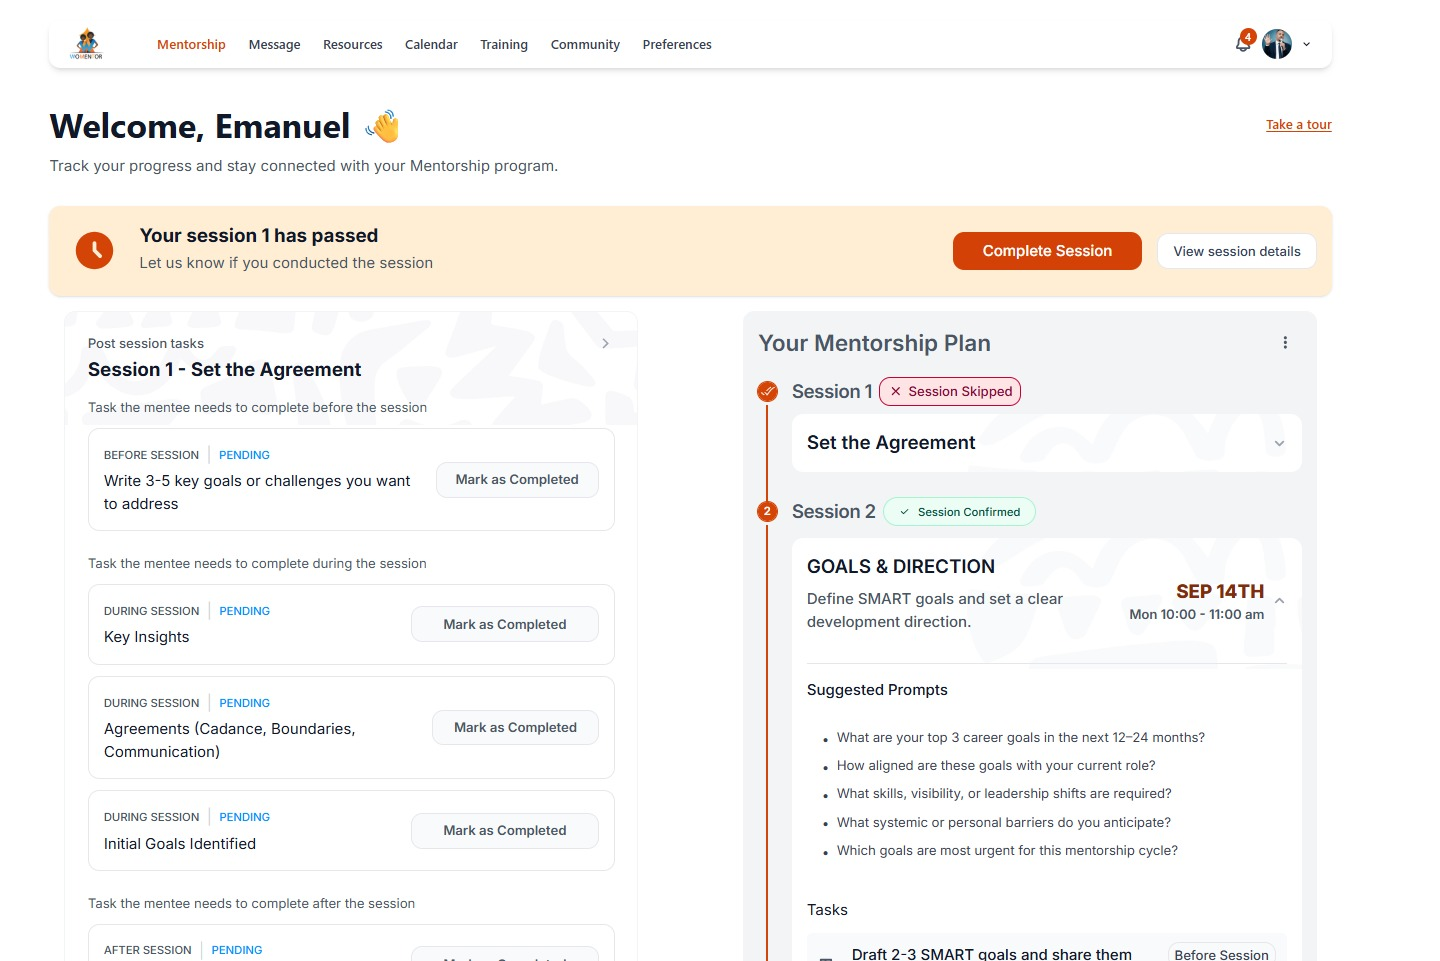 WOMENTOR
Mentorship
Message
Resources
Calendar
Training
Community
Preferences
4
Welcome, Emanuel
Take a tour
Track your progress and stay connected with your Mentorship program.
Your session 1 has passed
Let us know if you conducted the session
Complete Session
View session details
Post session tasks
Session 1 - Set the Agreement
Task the mentee needs to complete before the session
BEFORE SESSION | PENDING
Write 3-5 key goals or challenges you want
to address
Mark as Completed
Task the mentee needs to complete during the session
DURING SESSION | PENDING
Key Insights
Mark as Completed
DURING SESSION | PENDING
Agreements (Cadance, Boundaries,
Communication)
Mark as Completed
DURING SESSION | PENDING
Initial Goals Identified
Mark as Completed
Task the mentee needs to complete after the session
AFTER SESSION | PENDING
Mark as Completed
Your Mentorship Plan
Session 1
Session Skipped
Set the Agreement
2
Session 2
Session Confirmed
GOALS & DIRECTION
Define SMART goals and set a clear
development direction.
SEP 14TH
Mon 10:00 - 11:00 am
Suggested Prompts
• What are your top 3 career goals in the next 12–24 months?
• How aligned are these goals with your current role?
• What skills, visibility, or leadership shifts are required?
• What systemic or personal barriers do you anticipate?
• Which goals are most urgent for this mentorship cycle?
Tasks
Draft 2-3 SMART goals and share them
Before Session